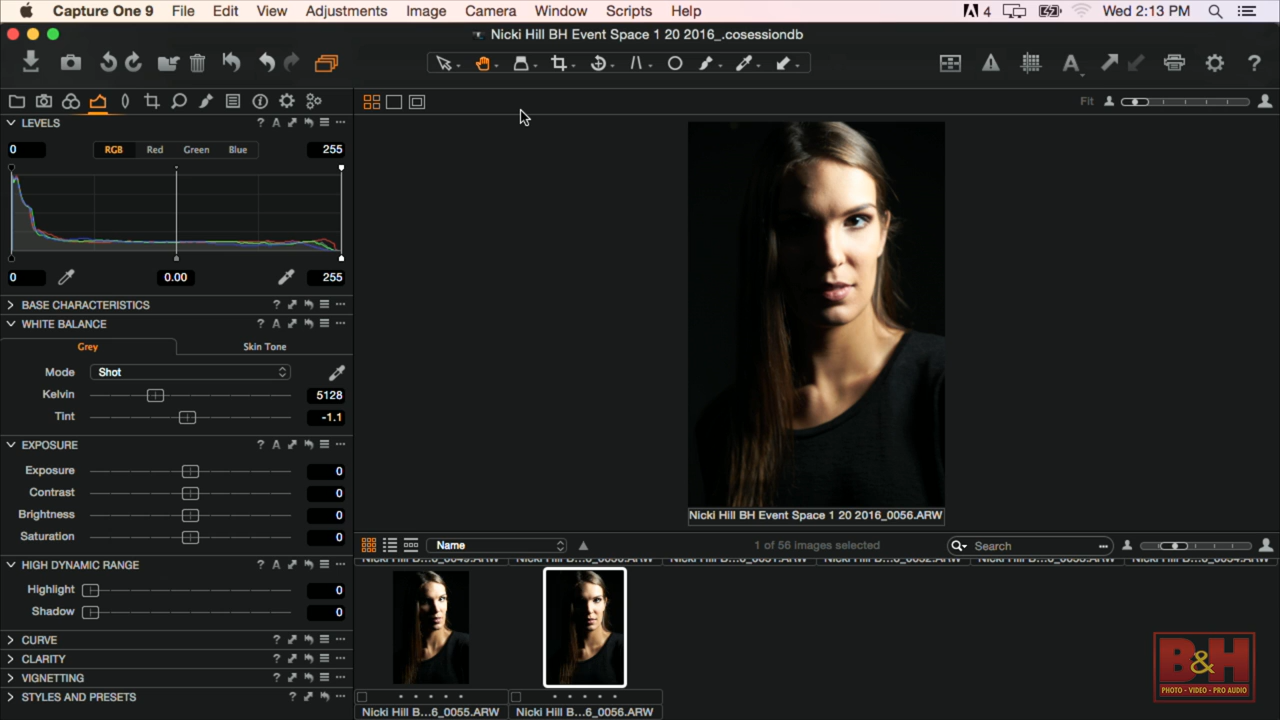 Capture One 9 File Edit View Adjustments Image Camera Window Scripts Help 4 Wed 2:13 PM
Nicki Hill BH Event Space 1 20 2016_.cosessiondb
Fit
LEVELS
0 RGB Red Green Blue 255
0 0.00 255
BASE CHARACTERISTICS
WHITE BALANCE
Grey Skin Tone
Mode Shot
Kelvin 5128
Tint -1.1
EXPOSURE
Exposure 0
Contrast 0
Brightness 0
Saturation 0
HIGH DYNAMIC RANGE
Highlight 0
Shadow 0
CURVE
CLARITY
VIGNETTING
STYLES AND PRESETS
Nicki Hill BH Event Space 1 20 2016_0056.ARW
Name 1 of 56 images selected Search
Nicki Hill B...6_0055.ARW Nicki Hill B...6_0056.ARW
B&H
PHOTO - VIDEO - PRO AUDIO